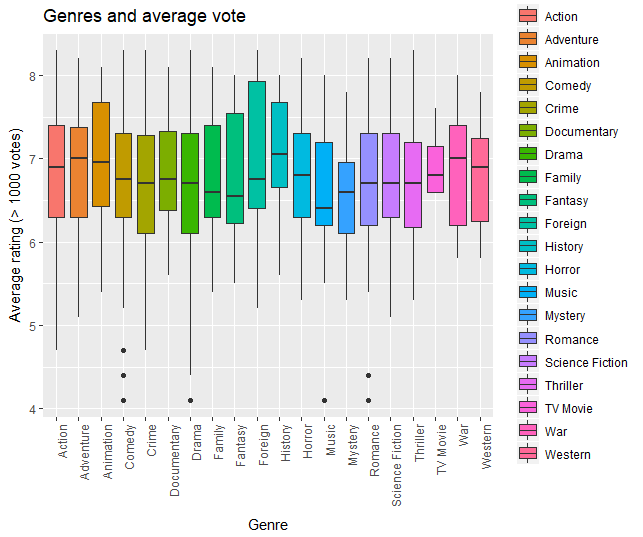 Genres and average vote
Average rating (> 1000 votes)
8
7
6
5
4
Action
Adventure
Animation
Comedy
Crime
Documentary
Drama
Family
Fantasy
Foreign
History
Horror
Music
Mystery
Romance
Science Fiction
Thriller
TV Movie
War
Western
Genre
Action
Adventure
Animation
Comedy
Crime
Documentary
Drama
Family
Fantasy
Foreign
History
Horror
Music
Mystery
Romance
Science Fiction
Thriller
TV Movie
War
Western